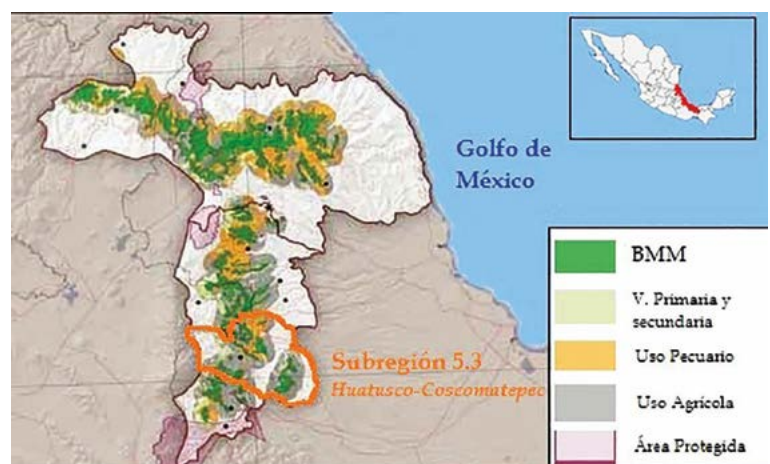 Golfo de
México
Subregión 5.3
Huatusco-Coscomatepec
BMM
V. Primaria y
secundaria
Uso Pecuario
Uso Agrícola
Área Protegida